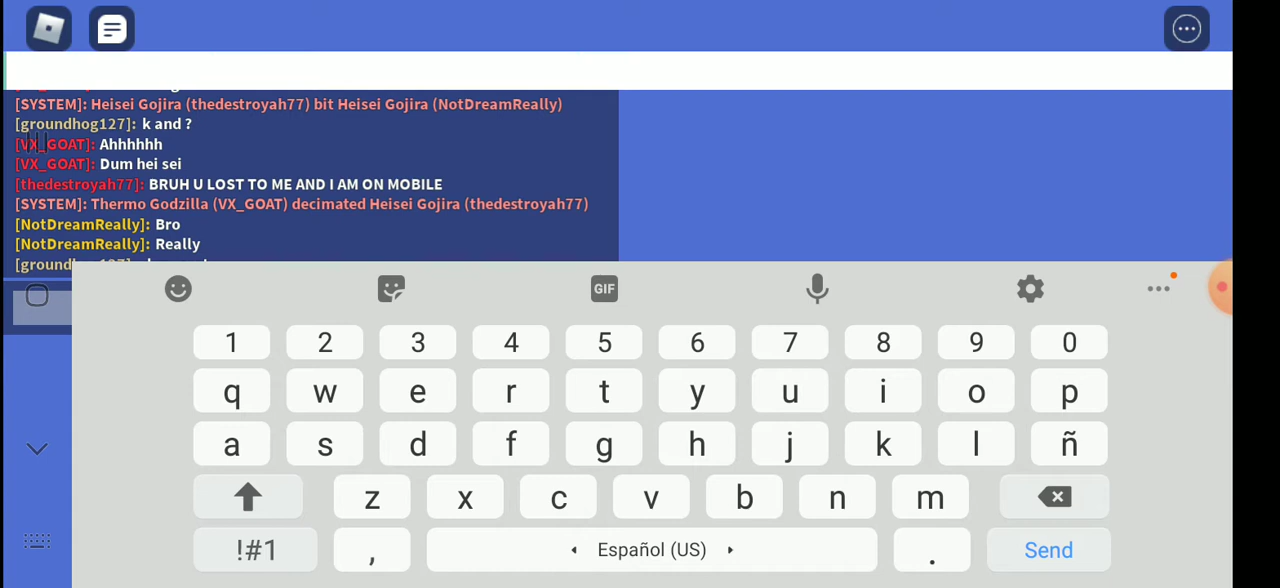 [SYSTEM]: Heisei Gojira (thedestroyah77) bit Heisei Gojira (NotDreamReally)
[groundhog127]: k and ?
[VX_GOAT]: Ahhhhhh
[VX_GOAT]: Dum hei sei
[thedestroyah77]: BRUH U LOST TO ME AND I AM ON MOBILE
[SYSTEM]: Thermo Godzilla (VX_GOAT) decimated Heisei Gojira (thedestroyah77)
[NotDreamReally]: Bro
[NotDreamReally]: Really
GIF
1 2 3 4 5 6 7 8 9 0
q w e r t y u i o p
a s d f g h j k l ñ
z x c v b n m
!#1 , Español (US) . Send